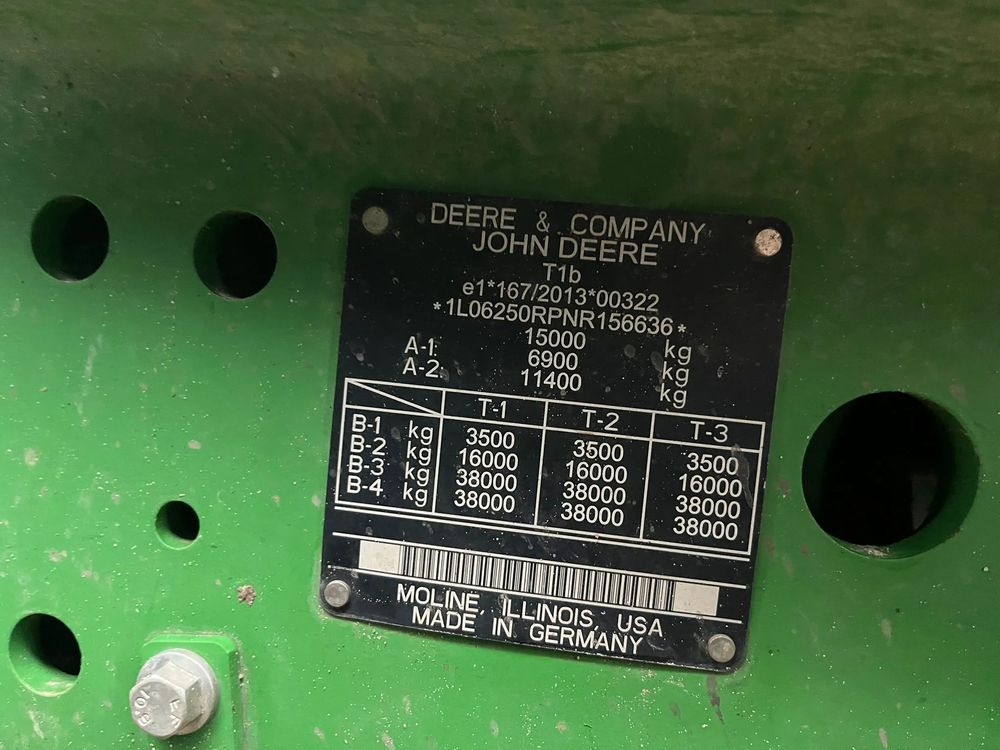 DEERE & COMPANY
JOHN DEERE
T1b
e1*167/2013*00322
*1L06250RPNR156636*
15000 kg
A-1: 6900 kg
A-2: 11400 kg
T-1 T-2 T-3
B-1 kg 3500 3500 3500
B-2 kg 16000 16000 16000
B-3 kg 38000 38000 38000
B-4 kg 38000 38000 38000
MOLINE, ILLINOIS, USA
MADE IN GERMANY